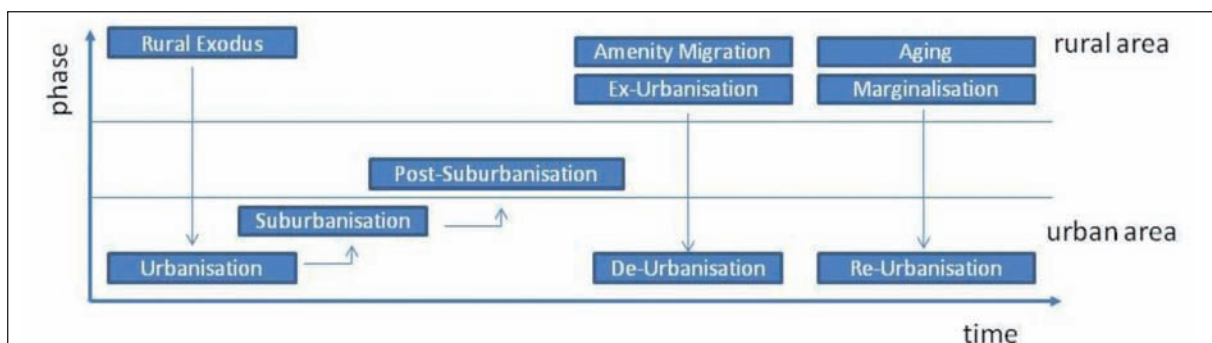 Rural Exodus
Amenity Migration
Aging
rural area
Ex-Urbanisation
Marginalisation
phase
Post-Suburbanisation
Suburbanisation
urban area
Urbanisation
De-Urbanisation
Re-Urbanisation
time